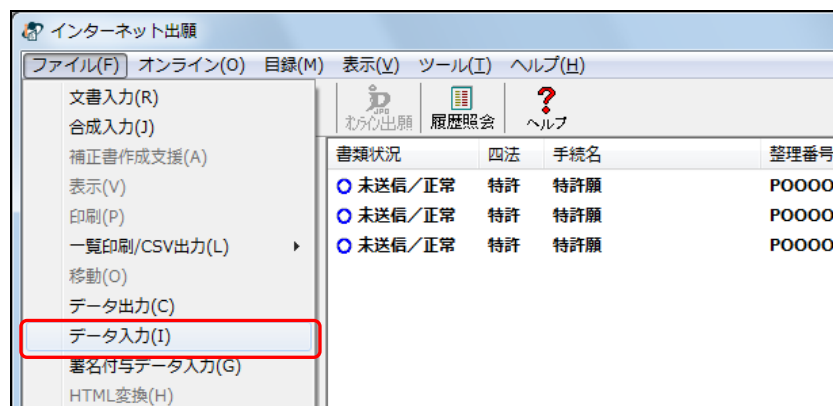 インターネット出願
ファイル(F) オンライン(O) 目録(M) 表示(V) ツール(T) ヘルプ(H)
文書入力(R)
合成入力(J)
補正書作成支援(A)
表示(V)
印刷(P)
一覧印刷/CSV出力(L)
移動(O)
データ出力(C)
データ入力(I)
署名付与データ入力(G)
HTML変換(H)
JPO
オンライン出願 履歴照会 ヘルプ
書類状況 四法 手続名 整理番号
未送信／正常 特許 特許願 POOOO
未送信／正常 特許 特許願 POOOO
未送信／正常 特許 特許願 POOOO